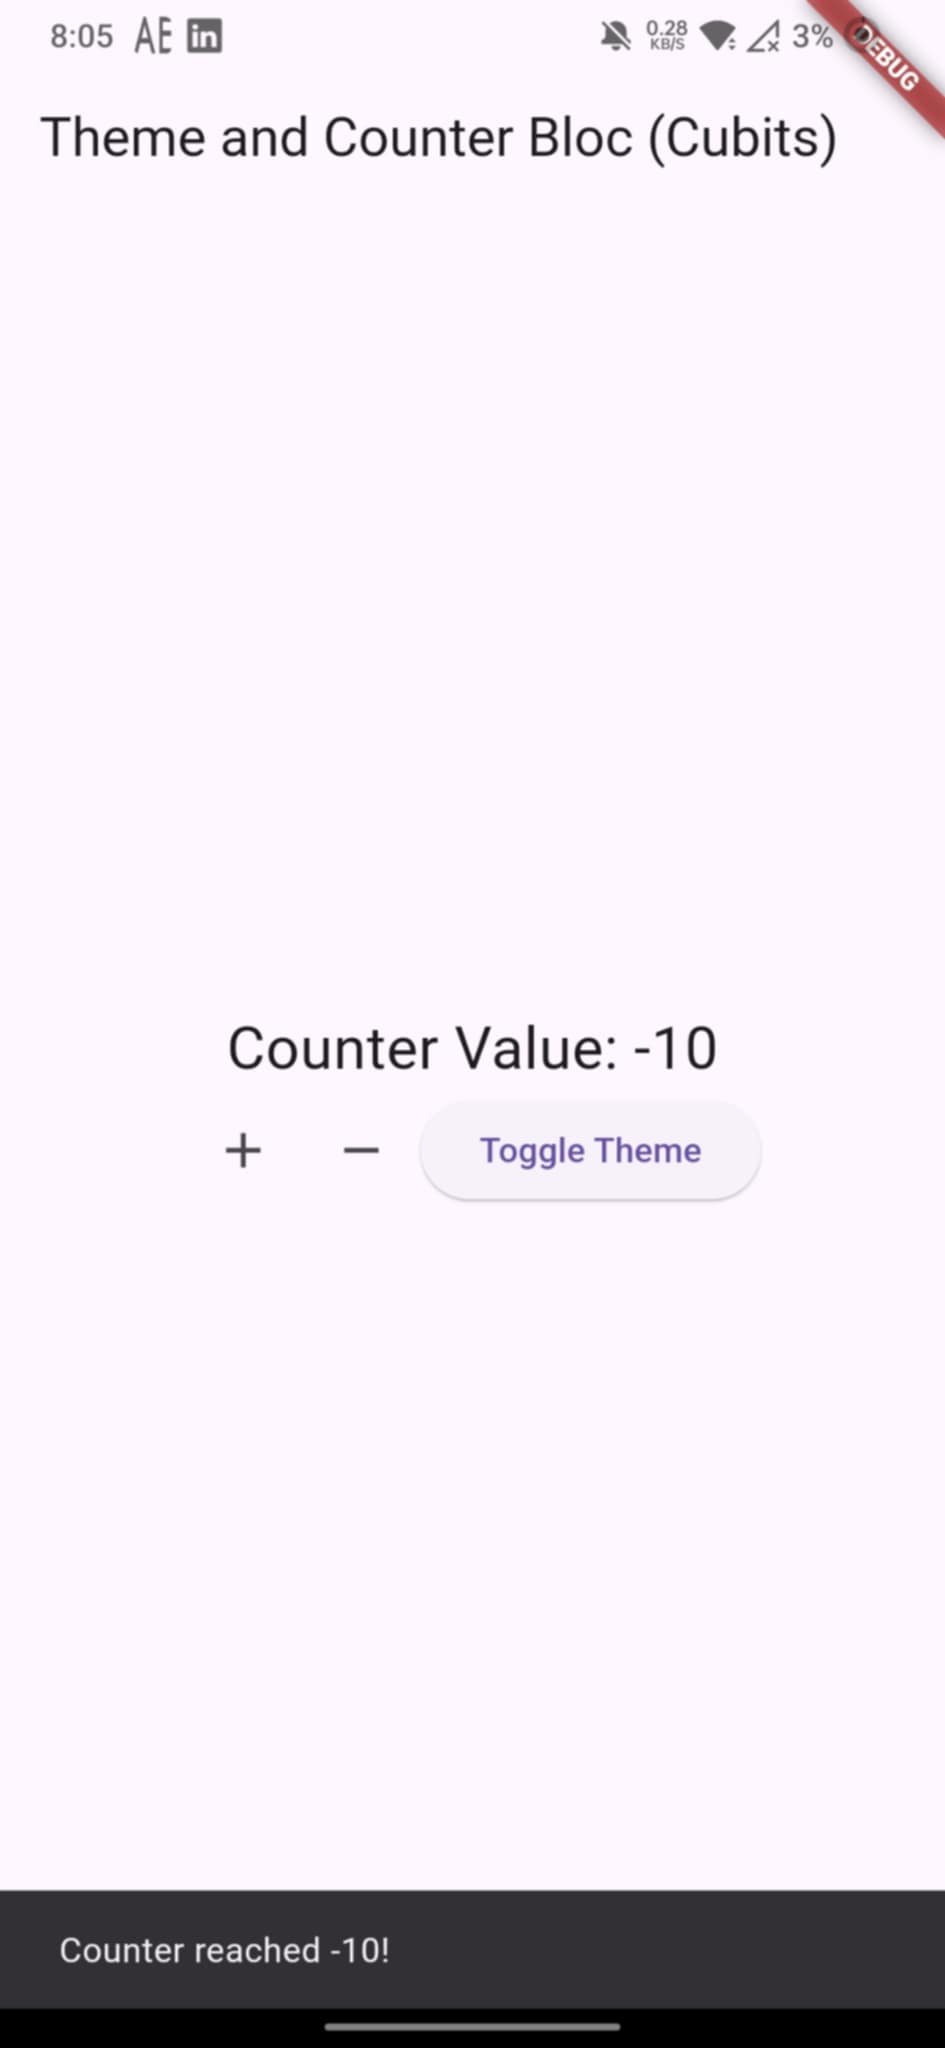 8:05 AE in 0.28 KB/S 3% DEBUG
Theme and Counter Bloc (Cubits)
Counter Value: -10
+ − Toggle Theme
Counter reached -10!